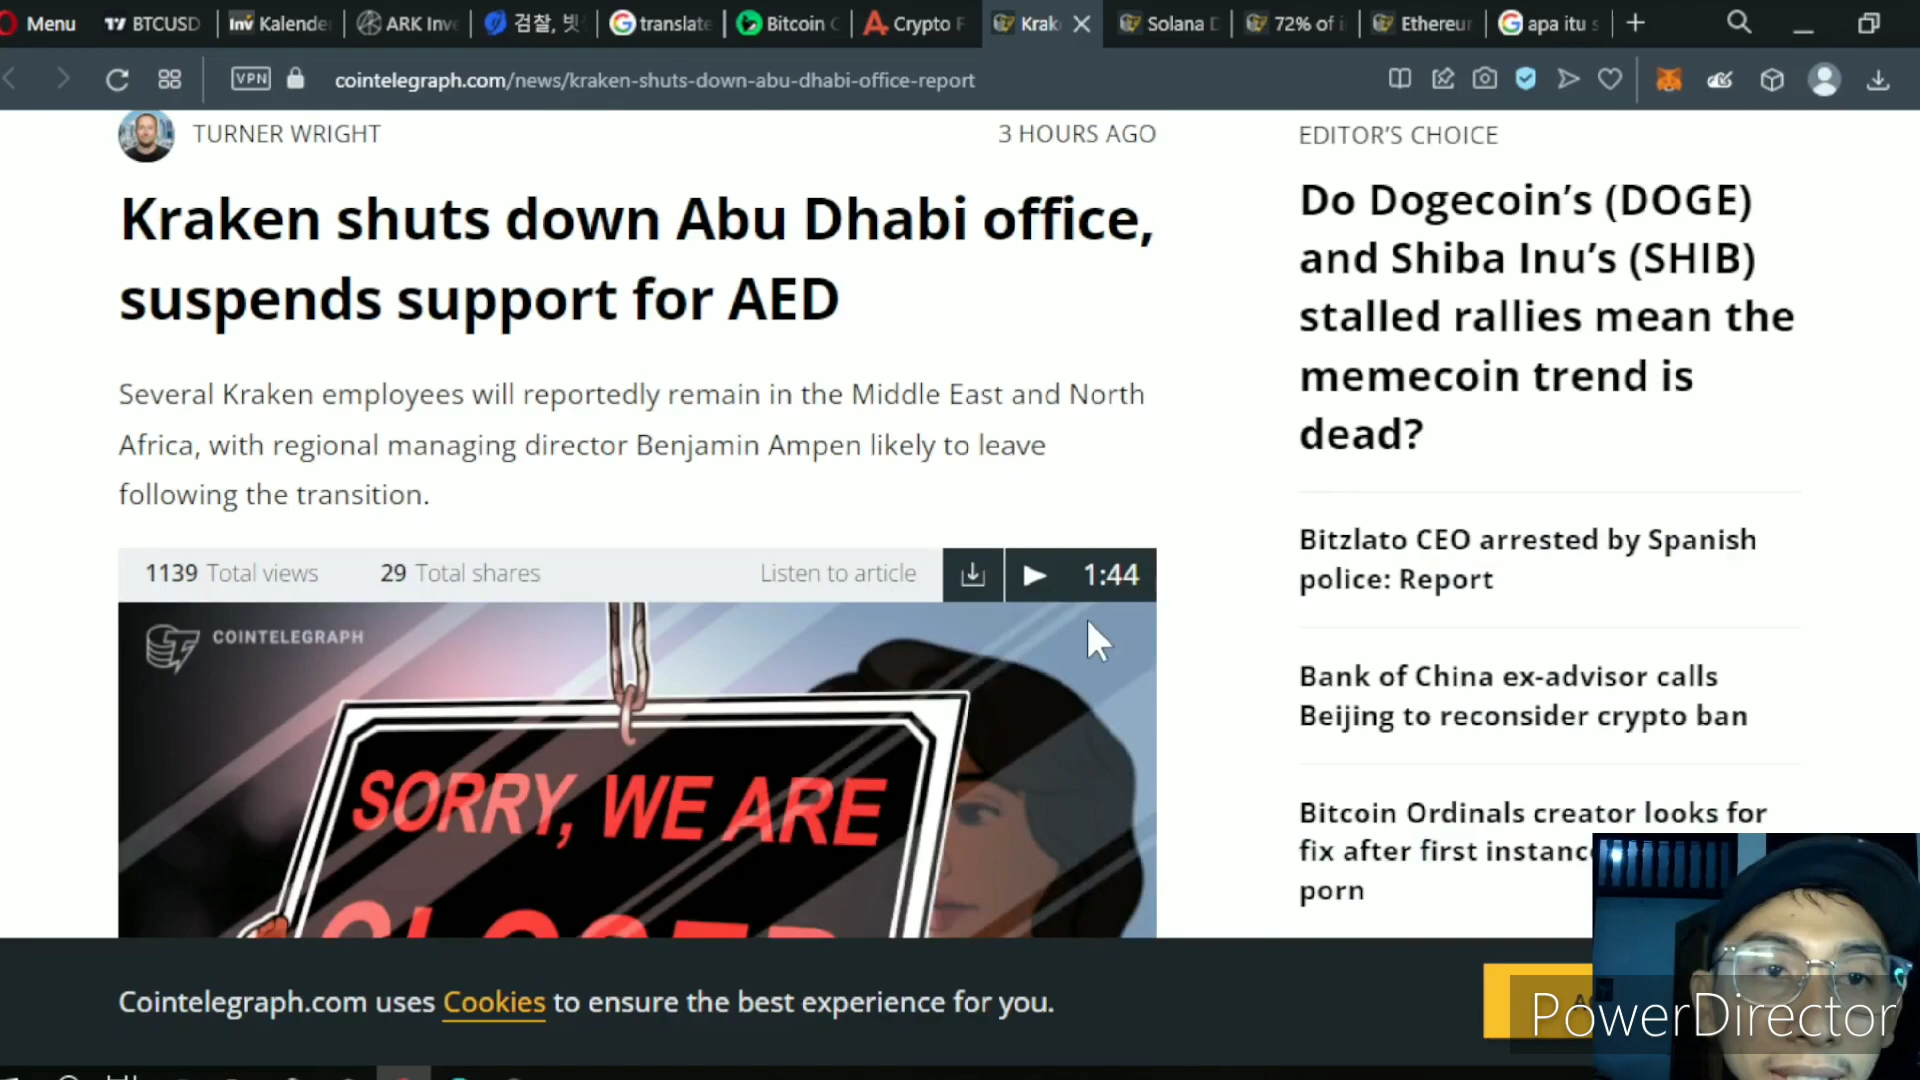 Menu
BTCUSD
Inv Kalende
ARK Inv
검찰, 빗
translate
Bitcoin
Crypto F
Krak
Solana
72% of i
Ethereu
apa itu s
VPN
cointelegraph.com/news/kraken-shuts-down-abu-dhabi-office-report
TURNER WRIGHT
3 HOURS AGO
Kraken shuts down Abu Dhabi office,
suspends support for AED
Several Kraken employees will reportedly remain in the Middle East and North
Africa, with regional managing director Benjamin Ampen likely to leave
following the transition.
1139 Total views
29 Total shares
Listen to article
1:44
COINTELEGRAPH
SORRY, WE ARE
CLOSED
EDITOR'S CHOICE
Do Dogecoin's (DOGE)
and Shiba Inu's (SHIB)
stalled rallies mean the
memecoin trend is
dead?
Bitzlato CEO arrested by Spanish
police: Report
Bank of China ex-advisor calls
Beijing to reconsider crypto ban
Bitcoin Ordinals creator looks for
fix after first instanc
porn
Cointelegraph.com uses Cookies to ensure the best experience for you.
PowerDirector